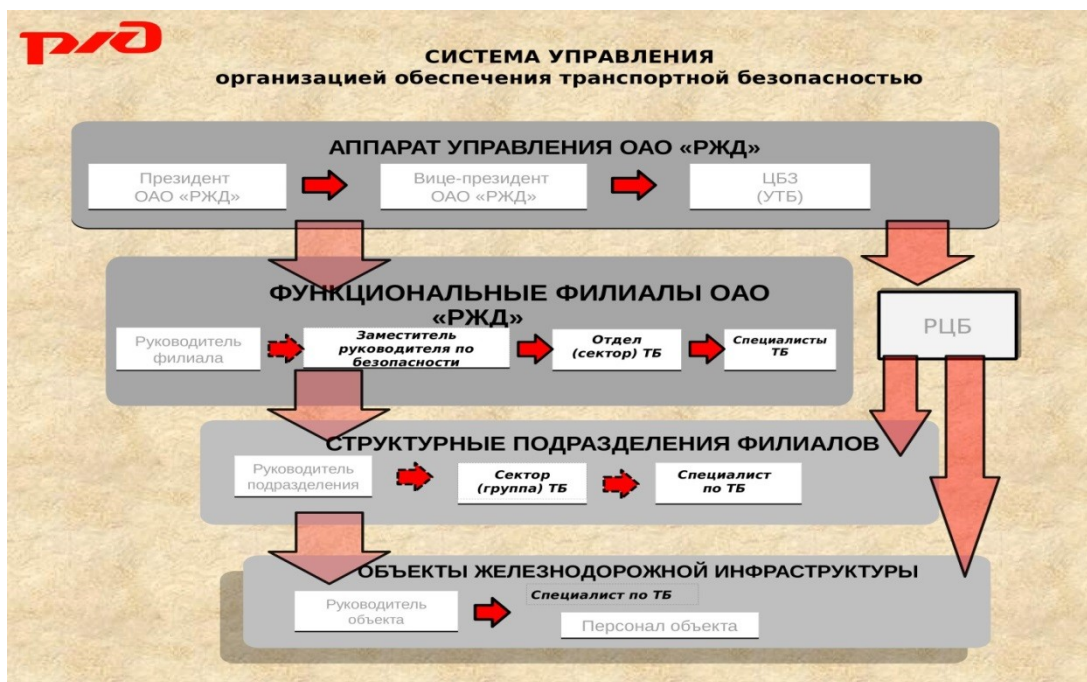 ржд
СИСТЕМА УПРАВЛЕНИЯ
организацией обеспечения транспортной безопасностью
АППАРАТ УПРАВЛЕНИЯ ОАО «РЖД»
Президент
ОАО «РЖД»
Вице-президент
ОАО «РЖД»
ЦБЗ
(УТБ)
ФУНКЦИОНАЛЬНЫЕ ФИЛИАЛЫ ОАО
«РЖД»
Руководитель
филиала
Заместитель
руководителя по
безопасности
Отдел
(сектор) ТБ
Специалисты
ТБ
РЦБ
СТРУКТУРНЫЕ ПОДРАЗДЕЛЕНИЯ ФИЛИАЛОВ
Руководитель
подразделения
Сектор
(группа) ТБ
Специалист
по ТБ
ОБЪЕКТЫ ЖЕЛЕЗНОДОРОЖНОЙ ИНФРАСТРУКТУРЫ
Руководитель
объекта
Специалист по ТБ
Персонал объекта